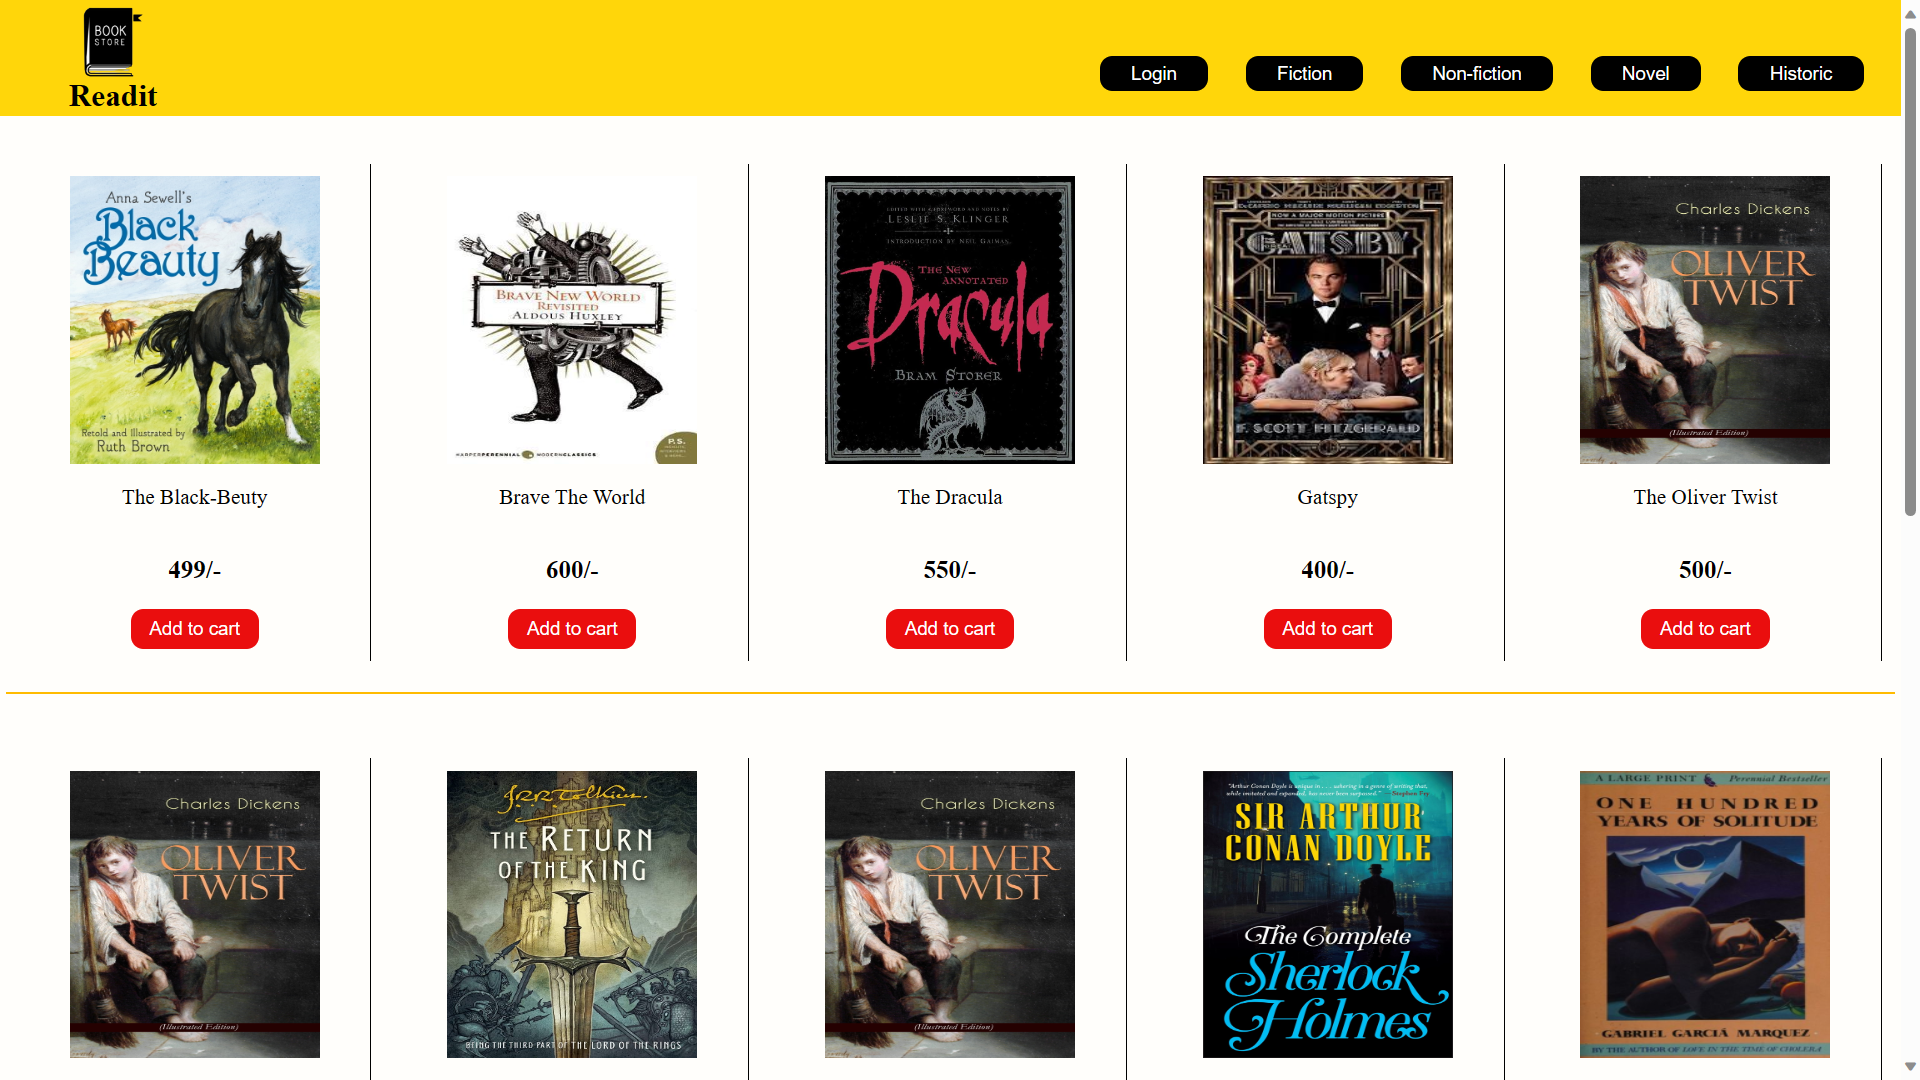 BOOK
STORE
Readit
Login
Fiction
Non-fiction
Novel
Historic
Anna Sewell's
Black
Beauty
Retold and Illustrated by
Ruth Brown
BRAVE NEW WORLD
REVISITED
ALDOUS HUXLEY
P.S.
HARPERPERENNIAL MODERNCLASSICS
EDITED WITH A FOREWORD AND NOTES BY
LESLIE S. KLINGER
INTRODUCTION BY NEIL GAIMAN
THE NEW
ANNOTATED
Dracula
BRAM STOKER
NOW A MAJOR MOTION PICTURE
GATSBY
F. SCOTT FITZGERALD
Charles Dickens
OLIVER
TWIST
(Illustrated Edition)
The Black-Beuty
Brave The World
The Dracula
Gatspy
The Oliver Twist
499/-
600/-
550/-
400/-
500/-
Add to cart
Add to cart
Add to cart
Add to cart
Add to cart
Charles Dickens
OLIVER
TWIST
(Illustrated Edition)
J.R.R. Tolkien
THE RETURN
OF THE KING
BEING THE THIRD PART OF THE LORD OF THE RINGS
Charles Dickens
OLIVER
TWIST
(Illustrated Edition)
SIR ARTHUR
CONAN DOYLE
The Complete
Sherlock
Holmes
A LARGE PRINT Perennial Bestseller
ONE HUNDRED
YEARS OF SOLITUDE
GABRIEL GARCIÁ MARQUEZ
BY THE AUTHOR OF LOVE IN THE TIME OF CHOLERA